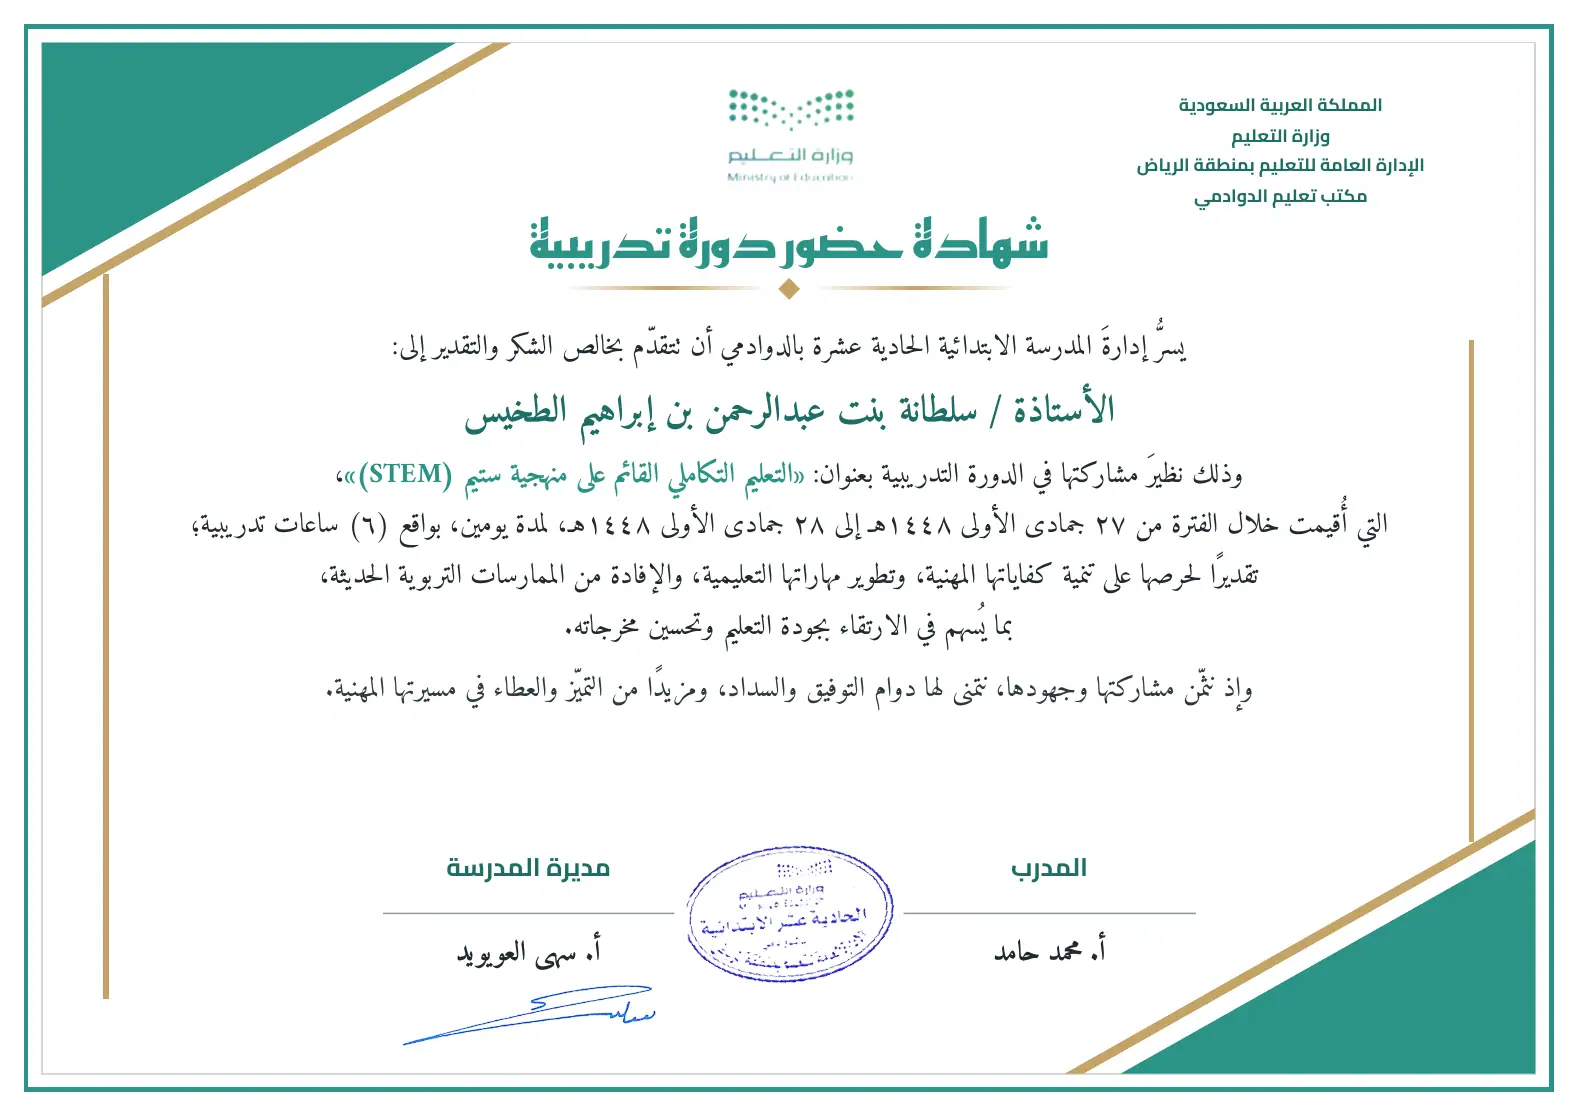 المملكة العربية السعودية
وزارة التعليم
الإدارة العامة للتعليم بمنطقة الرياض
مكتب تعليم الدوادمي
وزارة التعليم
Ministry of Education
شهادة حضور دورة تدريبية
يسرُّ إدارةَ المدرسة الابتدائية الحادية عشرة بالدوادمي أن تتقدّم بخالص الشكر والتقدير إلى:
الأستاذة / سلطانة بنت عبدالرحمن بن إبراهيم الطخيس
وذلك نظيرَ مشاركتها في الدورة التدريبية بعنوان: «التعليم التكاملي القائم على منهجية ستيم (STEM)»،
التي أُقيمت خلال الفترة من ٢٧ جمادى الأولى ١٤٤٨هـ إلى ٢٨ جمادى الأولى ١٤٤٨هـ، لمدة يومين، بواقع (٦) ساعات تدريبية؛
تقديرًا لحرصها على تنمية كفاياتها المهنية، وتطوير مهاراتها التعليمية، والإفادة من الممارسات التربوية الحديثة،
بما يُسهم في الارتقاء بجودة التعليم وتحسين مخرجاته.
وإذ نثمّن مشاركتها وجهودها، نتمنى لها دوام التوفيق والسداد، ومزيدًا من التميّز والعطاء في مسيرتها المهنية.
المدرب
أ. محمد حامد
وزارة التعليم
الحادية عشر الابتدائية
مديرة المدرسة
أ. سهى العويويد